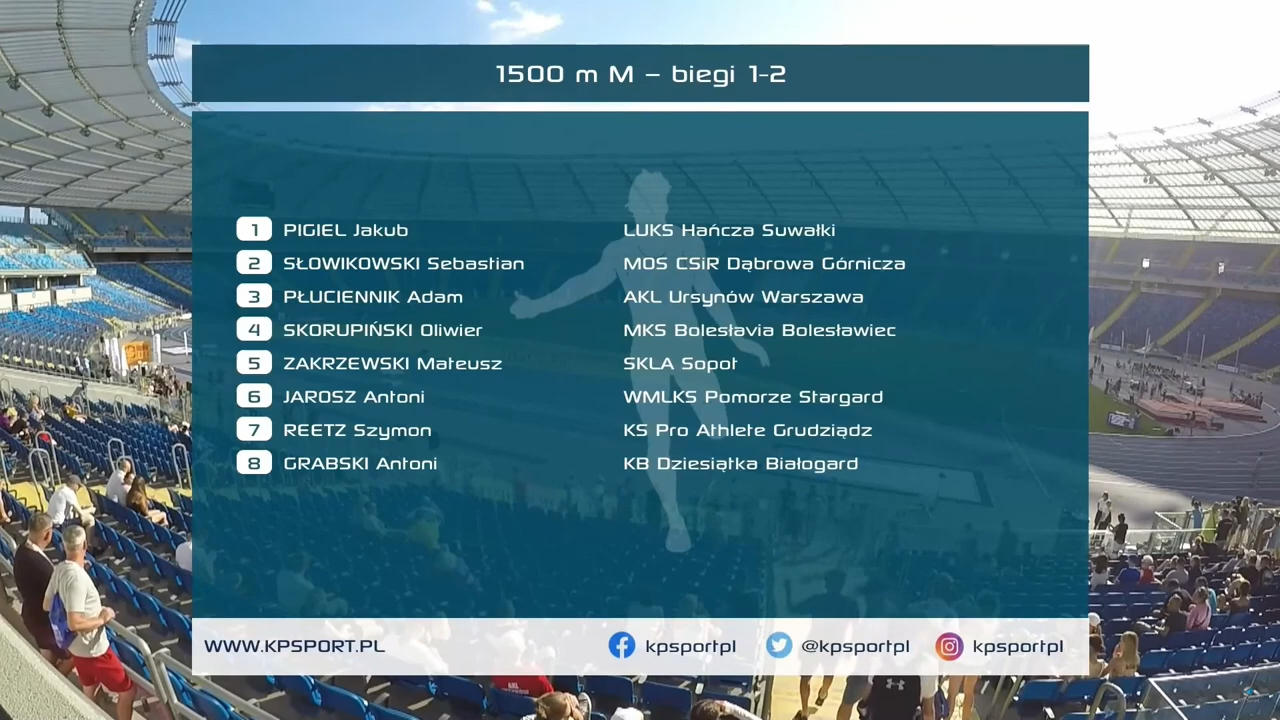 1500 m M – biegi 1-2
1 PIGIEL Jakub LUKS Hańcza Suwałki
2 SŁOWIKOWSKI Sebastian MOS CSiR Dąbrowa Górnicza
3 PŁUCIENNIK Adam AKL Ursynów Warszawa
4 SKORUPIŃSKI Oliwier MKS Bolesłavia Bolesławiec
5 ZAKRZEWSKI Mateusz SKLA Sopot
6 JAROSZ Antoni WMLKS Pomorze Stargard
7 REETZ Szymon KS Pro Athlete Grudziądz
8 GRABSKI Antoni KB Dziesiątka Białogard
WWW.KPSPORT.PL kpsportpl @kpsportpl kpsportpl